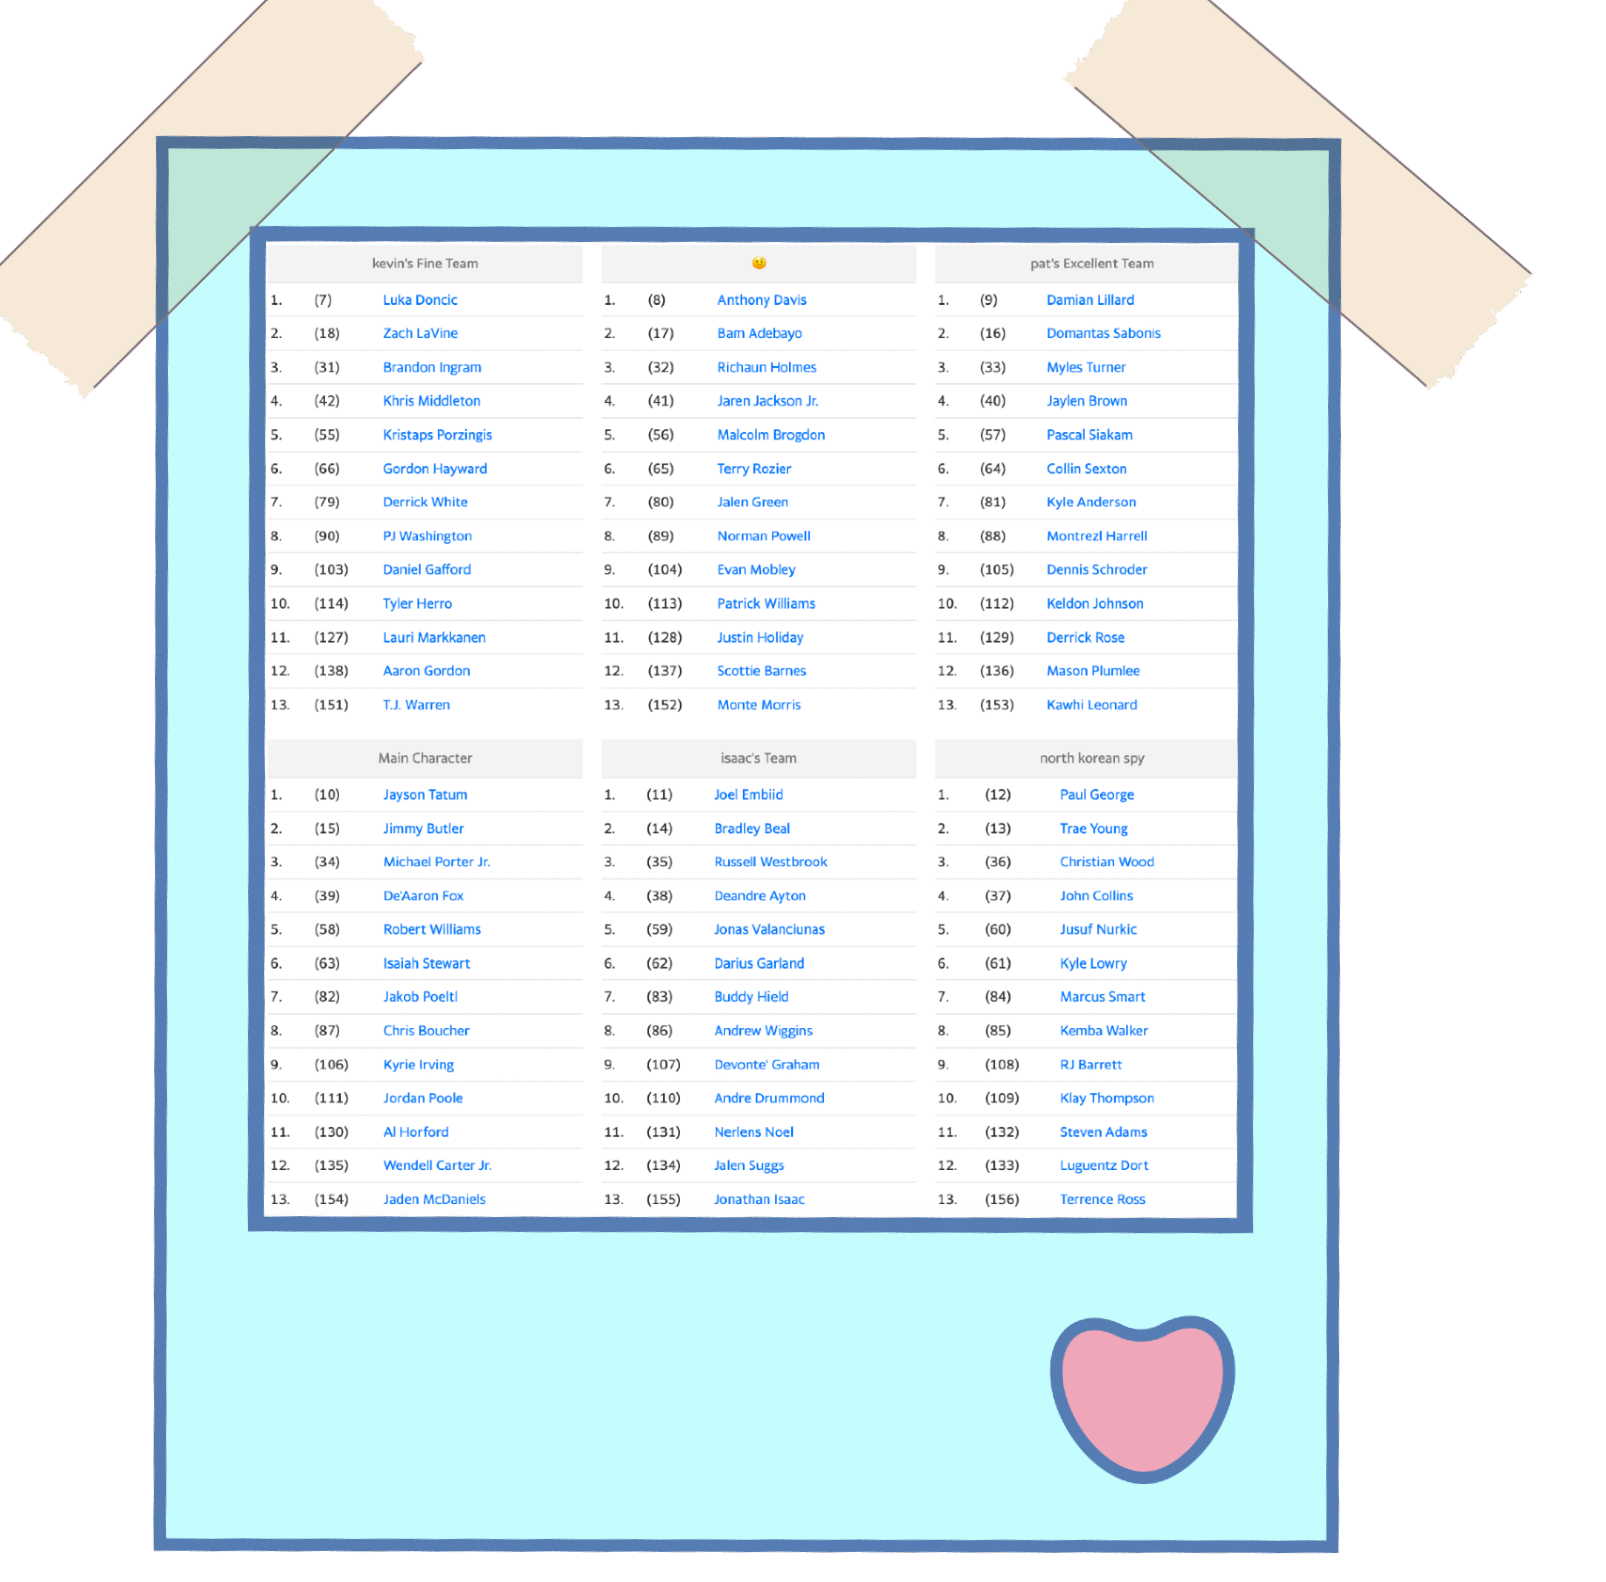 kevin's Fine Team
1. (7) Luka Doncic
2. (18) Zach LaVine
3. (31) Brandon Ingram
4. (42) Khris Middleton
5. (55) Kristaps Porzingis
6. (66) Gordon Hayward
7. (79) Derrick White
8. (90) PJ Washington
9. (103) Daniel Gafford
10. (114) Tyler Herro
11. (127) Lauri Markkanen
12. (138) Aaron Gordon
13. (151) T.J. Warren
1. (8) Anthony Davis
2. (17) Bam Adebayo
3. (32) Richaun Holmes
4. (41) Jaren Jackson Jr.
5. (56) Malcolm Brogdon
6. (65) Terry Rozier
7. (80) Jalen Green
8. (89) Norman Powell
9. (104) Evan Mobley
10. (113) Patrick Williams
11. (128) Justin Holiday
12. (137) Scottie Barnes
13. (152) Monte Morris
pat's Excellent Team
1. (9) Damian Lillard
2. (16) Domantas Sabonis
3. (33) Myles Turner
4. (40) Jaylen Brown
5. (57) Pascal Siakam
6. (64) Collin Sexton
7. (81) Kyle Anderson
8. (88) Montrezl Harrell
9. (105) Dennis Schroder
10. (112) Keldon Johnson
11. (129) Derrick Rose
12. (136) Mason Plumlee
13. (153) Kawhi Leonard
Main Character
1. (10) Jayson Tatum
2. (15) Jimmy Butler
3. (34) Michael Porter Jr.
4. (39) De'Aaron Fox
5. (58) Robert Williams
6. (63) Isaiah Stewart
7. (82) Jakob Poeltl
8. (87) Chris Boucher
9. (106) Kyrie Irving
10. (111) Jordan Poole
11. (130) Al Horford
12. (135) Wendell Carter Jr.
13. (154) Jaden McDaniels
isaac's Team
1. (11) Joel Embiid
2. (14) Bradley Beal
3. (35) Russell Westbrook
4. (38) Deandre Ayton
5. (59) Jonas Valanciunas
6. (62) Darius Garland
7. (83) Buddy Hield
8. (86) Andrew Wiggins
9. (107) Devonte' Graham
10. (110) Andre Drummond
11. (131) Nerlens Noel
12. (134) Jalen Suggs
13. (155) Jonathan Isaac
north korean spy
1. (12) Paul George
2. (13) Trae Young
3. (36) Christian Wood
4. (37) John Collins
5. (60) Jusuf Nurkic
6. (61) Kyle Lowry
7. (84) Marcus Smart
8. (85) Kemba Walker
9. (108) RJ Barrett
10. (109) Klay Thompson
11. (132) Steven Adams
12. (133) Luguentz Dort
13. (156) Terrence Ross